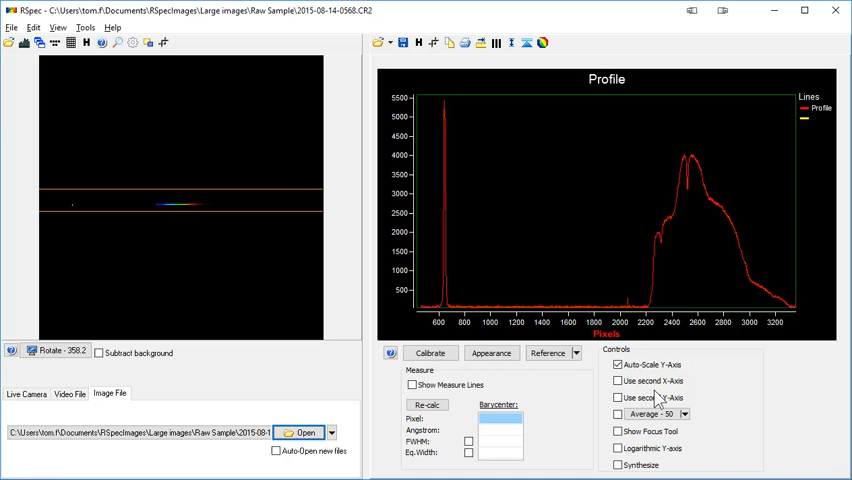 RSpec - C:\Users\tom.f\Documents\RSpecImages\Large images\Raw Sample\2015-08-14-0568.CR2
File Edit View Tools Help
H
H
Profile
Lines
Profile
5500
5000
4500
4000
3500
3000
2500
2000
1500
1000
500
600 800 1000 1200 1400 1600 1800 2000 2200 2400 2600 2800 3000 3200
Pixels
Rotate - 358.2
Subtract background
Live Camera Video File Image File
C:\Users\tom.f\Documents\RSpecImages\Large images\Raw Sample\2015-08-1
Open
Auto-Open new files
Calibrate Appearance Reference
Measure
Show Measure Lines
Re-calc Barycenter:
Pixel:
Angstrom:
FWHM:
Eq.Width:
Controls
Auto-Scale Y-Axis
Use second X-Axis
Use second Y-Axis
Average - 50
Show Focus Tool
Logarithmic Y-axis
Synthesize